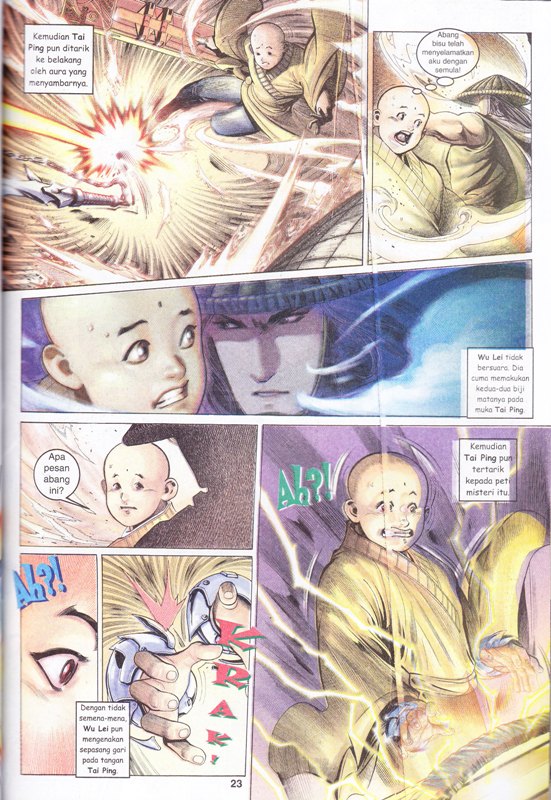 Kemudian Tai
Ping pun ditarik
ke belakang
oleh aura yang
menyambarnya.
Abang
bisu telah
menyelamatkan
aku dengan
semula!
Wu Lei tidak
bersuara. Dia
cuma memakukan
kedua-dua biji
matanya pada
muka Tai Ping.
Apa
pesan
abang
ini?
Kemudian
Tai Ping pun
tertarik
kepada peti
misteri itu.
Ah?!
Ah?!
KRAK!
Dengan tidak
semena-mena,
Wu Lei pun
mengenakan
sepasang gari
pada tangan
Tai Ping.
23